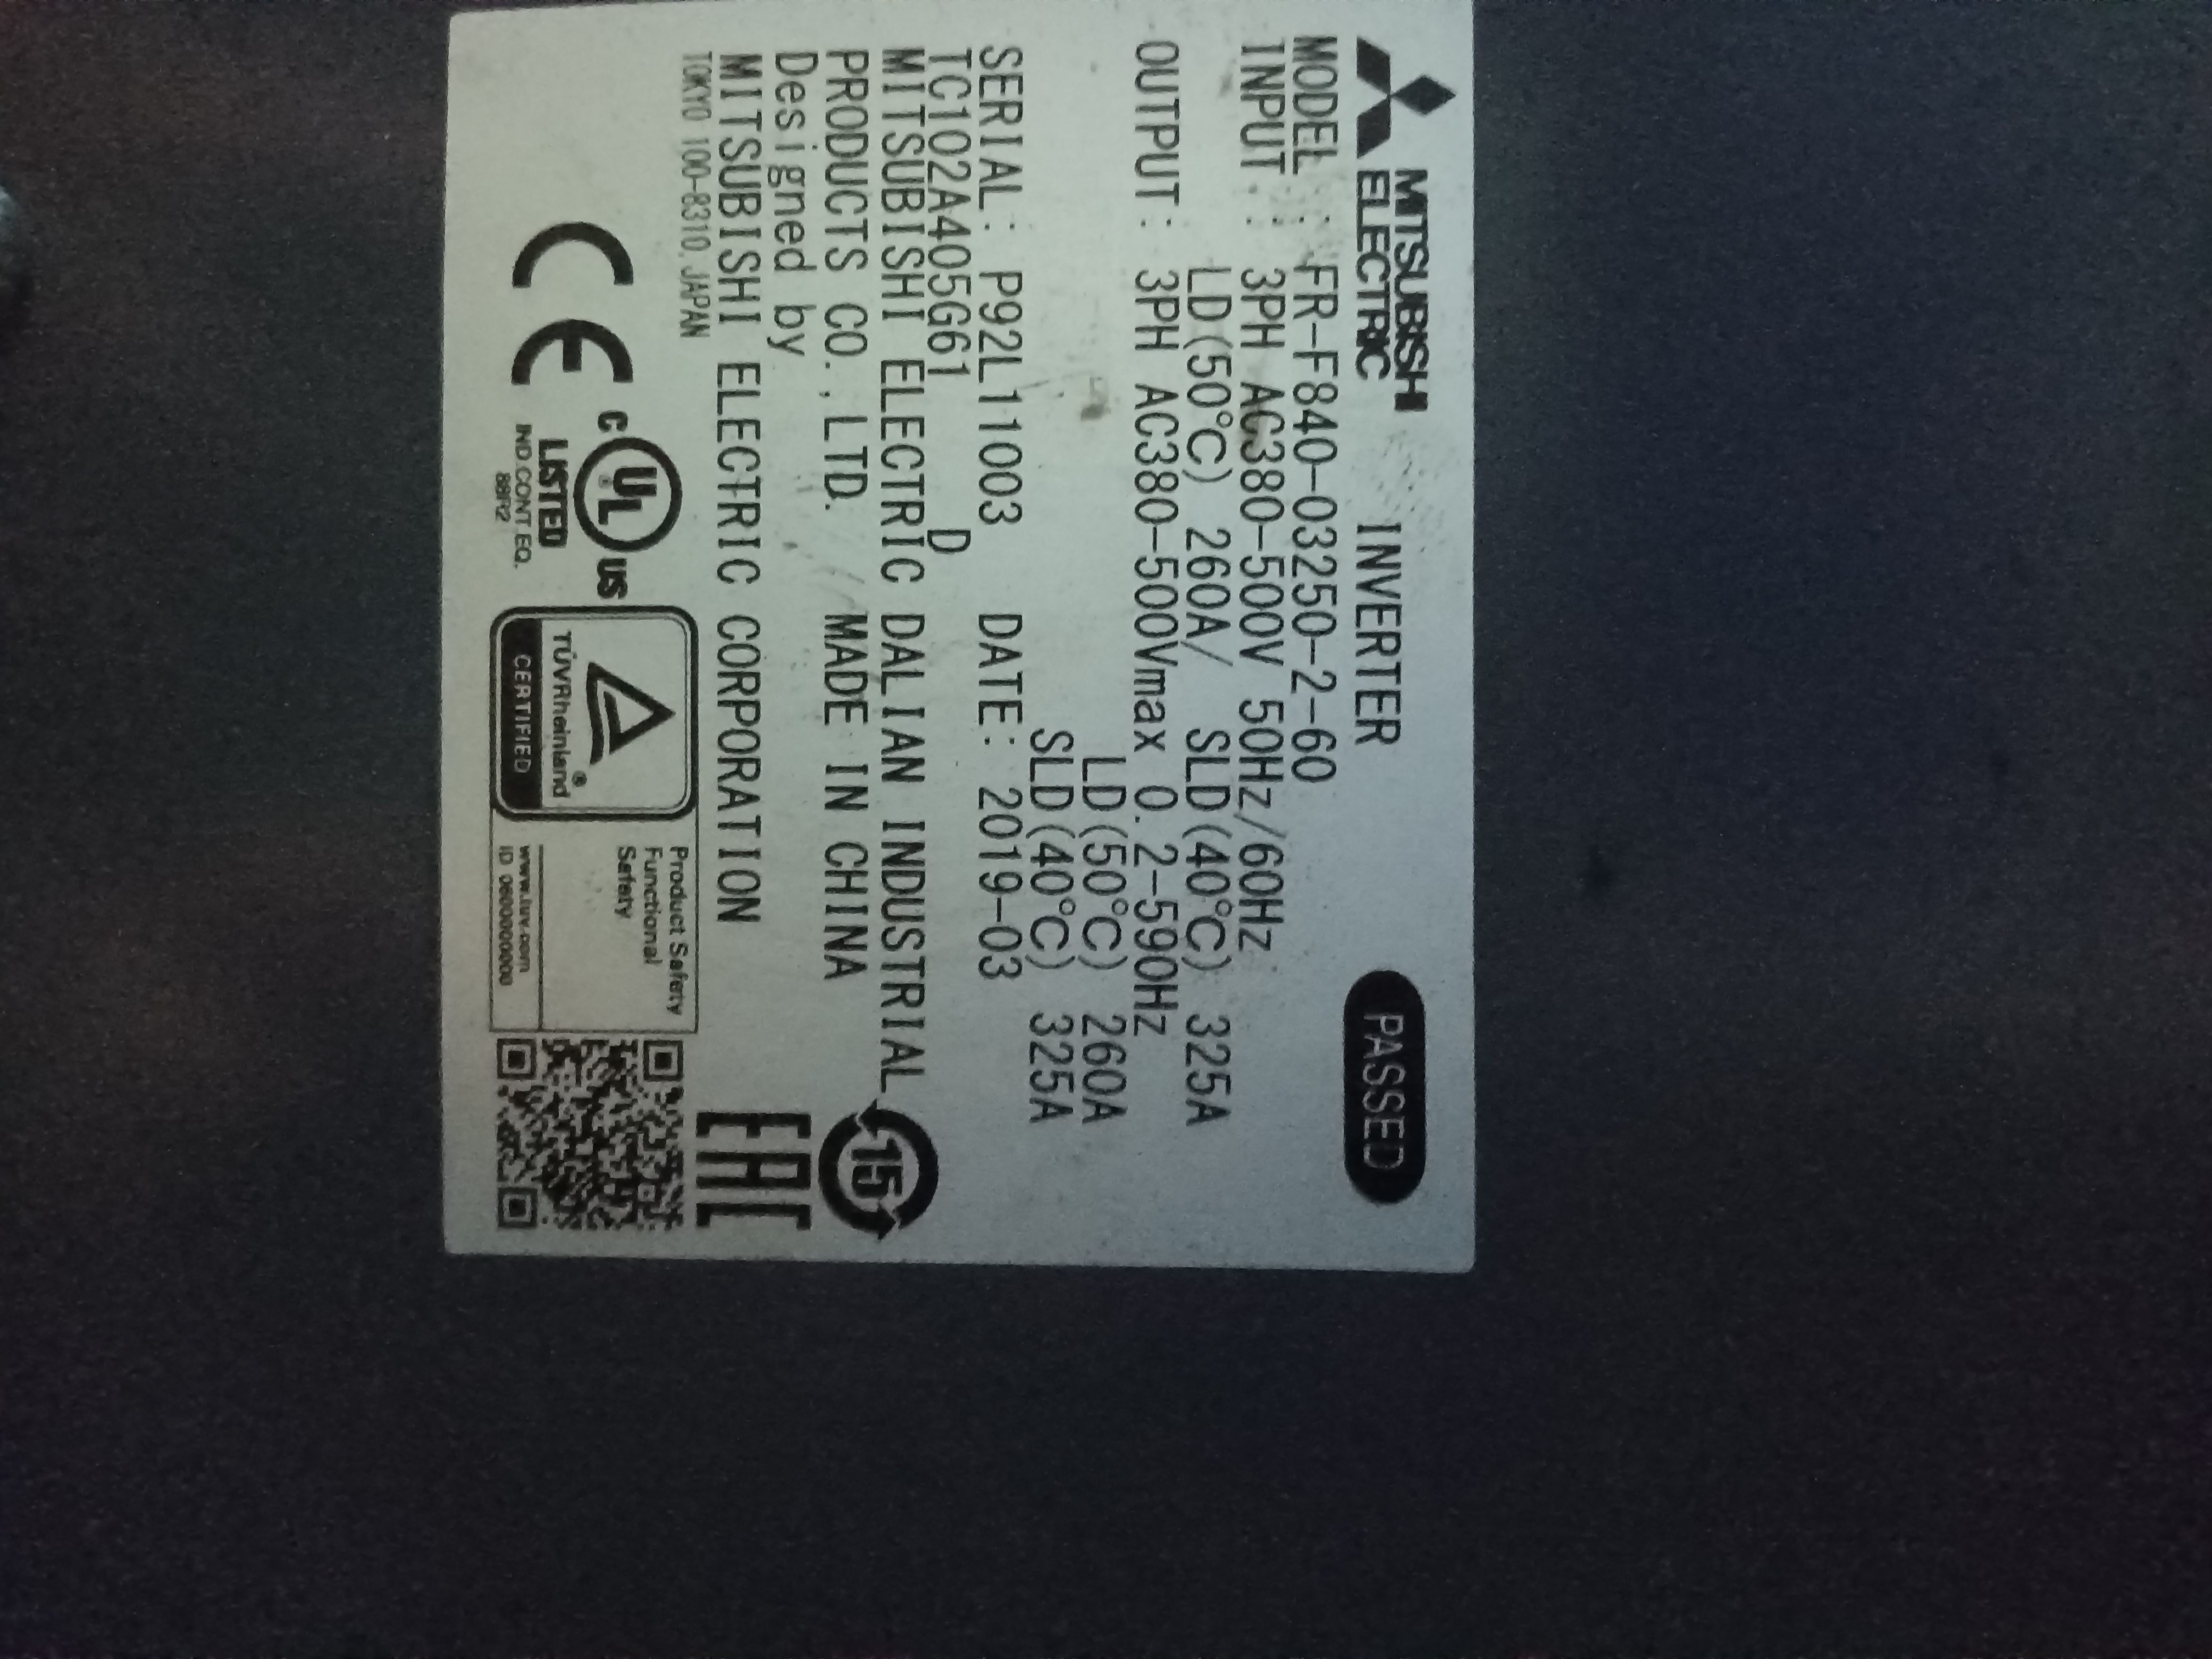 MITSUBISHI
ELECTRIC INVERTER PASSED
MODEL : FR-F840-03250-2-60
INPUT : 3PH AC380-500V 50Hz/60Hz
LD(50℃) 260A/ SLD(40℃) 325A
OUTPUT: 3PH AC380-500Vmax 0.2-590Hz
LD(50℃) 260A
SLD(40℃) 325A
SERIAL: P92L11003 DATE: 2019-03
TC102A405G61 D
MITSUBISHI ELECTRIC DALIAN INDUSTRIAL
PRODUCTS CO.,LTD. MADE IN CHINA
15
Designed by
MITSUBISHI ELECTRIC CORPORATION
TOKYO 100-8310, JAPAN
EAC
CE
C UL US
LISTED
IND.CONT.EQ.
88R2
TÜVRheinland®
CERTIFIED
Product Safety
Functional
Safety
www.tuv.com
ID 0600000000